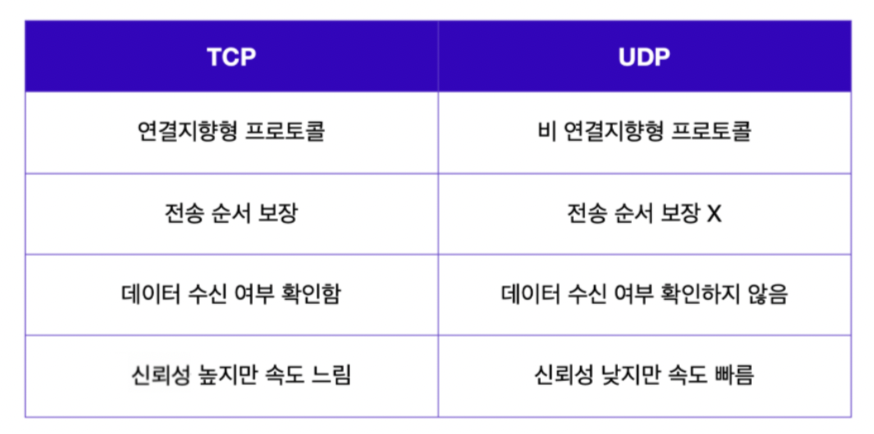 TCP UDP
연결지향형 프로토콜 비 연결지향형 프로토콜
전송 순서 보장 전송 순서 보장 X
데이터 수신 여부 확인함 데이터 수신 여부 확인하지 않음
신뢰성 높지만 속도 느림 신뢰성 낮지만 속도 빠름